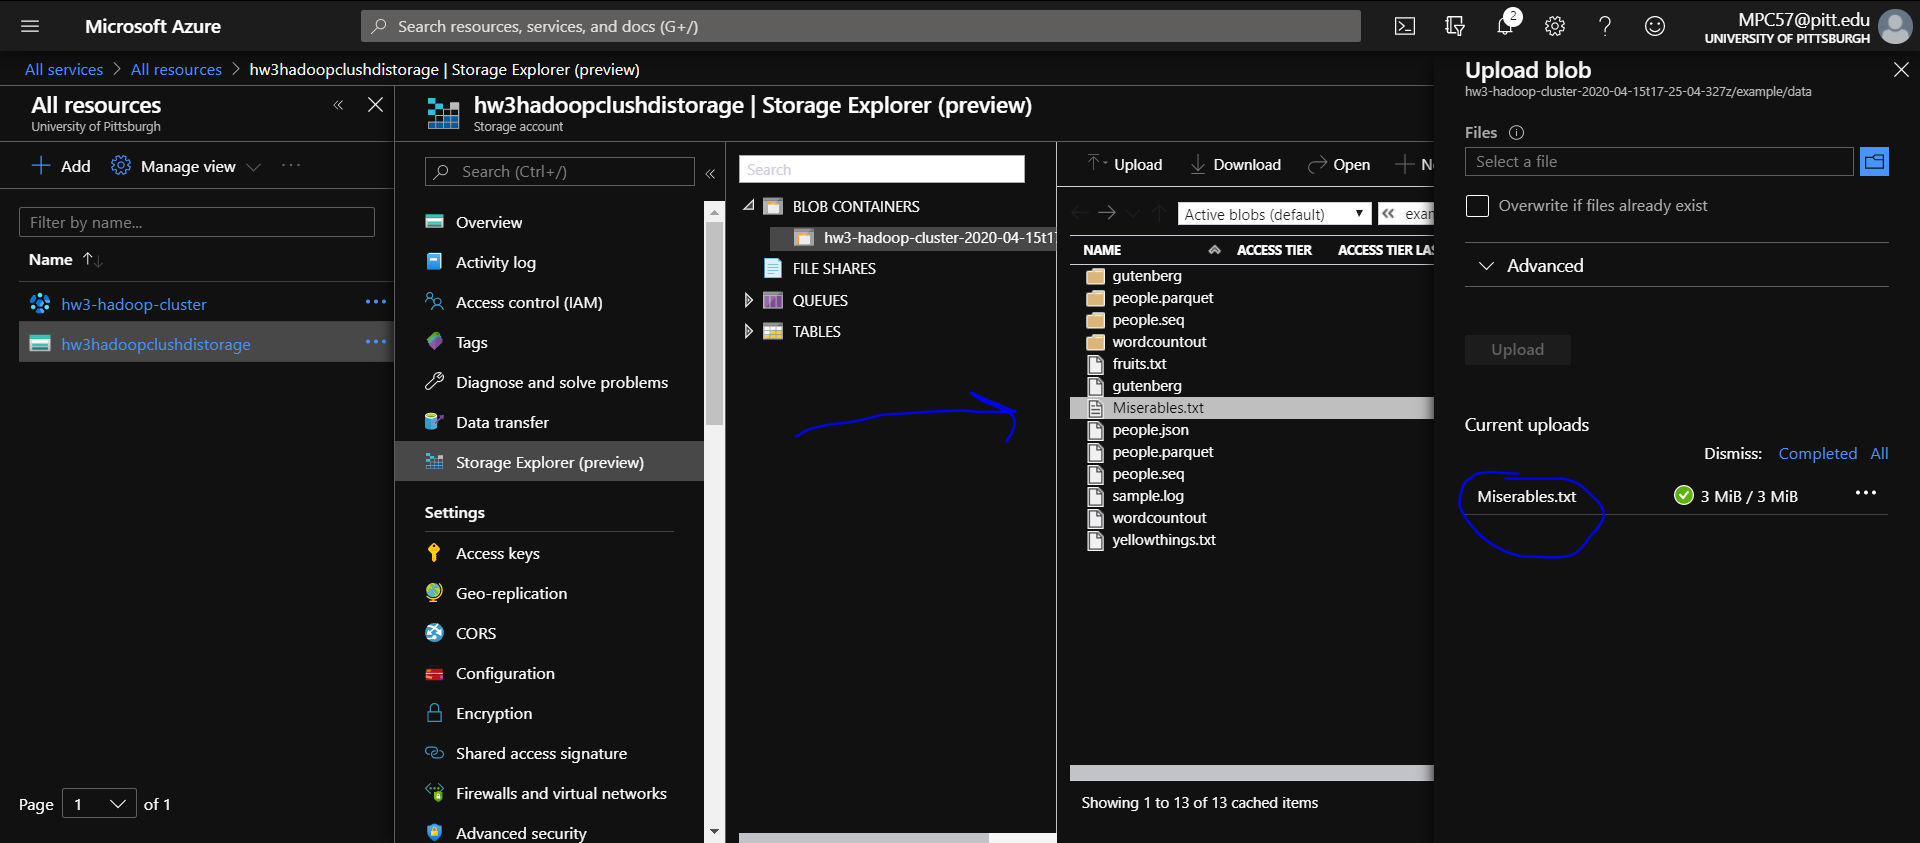 Microsoft Azure
Search resources, services, and docs (G+/)
2
MPC57@pitt.edu
UNIVERSITY OF PITTSBURGH
All services > All resources > hw3hadoopclushdistorage | Storage Explorer (preview)
All resources
University of Pittsburgh
Add Manage view
Filter by name...
Name
hw3-hadoop-cluster
hw3hadoopclushdistorage
Page 1 of 1
hw3hadoopclushdistorage | Storage Explorer (preview)
Storage account
Search (Ctrl+/)
Overview
Activity log
Access control (IAM)
Tags
Diagnose and solve problems
Data transfer
Storage Explorer (preview)
Settings
Access keys
Geo-replication
CORS
Configuration
Encryption
Shared access signature
Firewalls and virtual networks
Advanced security
Search
BLOB CONTAINERS
hw3-hadoop-cluster-2020-04-15t17
FILE SHARES
QUEUES
TABLES
Upload Download Open N
Active blobs (default) exam
NAME ACCESS TIER ACCESS TIER LAS
gutenberg
people.parquet
people.seq
wordcountout
fruits.txt
gutenberg
Miserables.txt
people.json
people.parquet
people.seq
sample.log
wordcountout
yellowthings.txt
Showing 1 to 13 of 13 cached items
Upload blob
hw3-hadoop-cluster-2020-04-15t17-25-04-327z/example/data
Files
Select a file
Overwrite if files already exist
Advanced
Upload
Current uploads
Dismiss: Completed All
Miserables.txt 3 MiB / 3 MiB